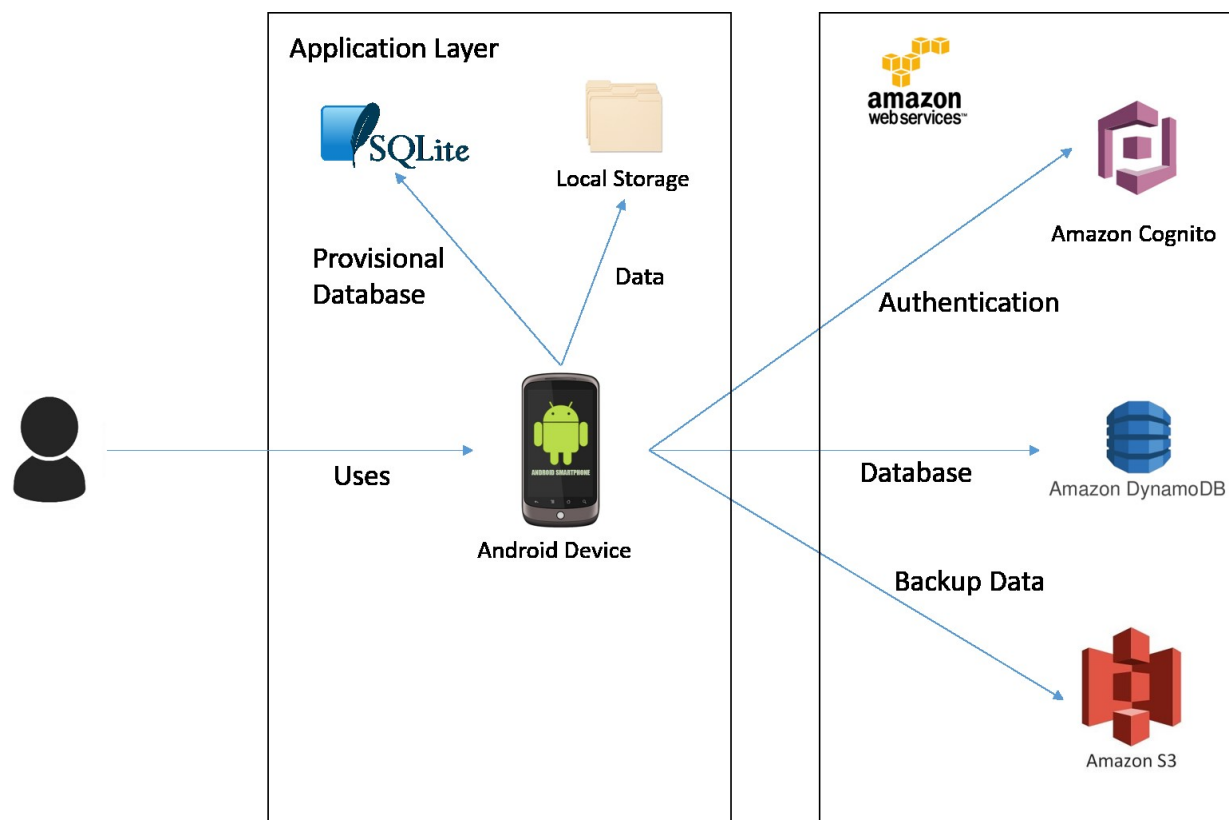 Application Layer
SQLite
Local Storage
Provisional
Database
Data
Uses
ANDROID SMARTPHONE
Android Device
amazon
webservices™
Amazon Cognito
Authentication
Database
Amazon DynamoDB
Backup Data
Amazon S3